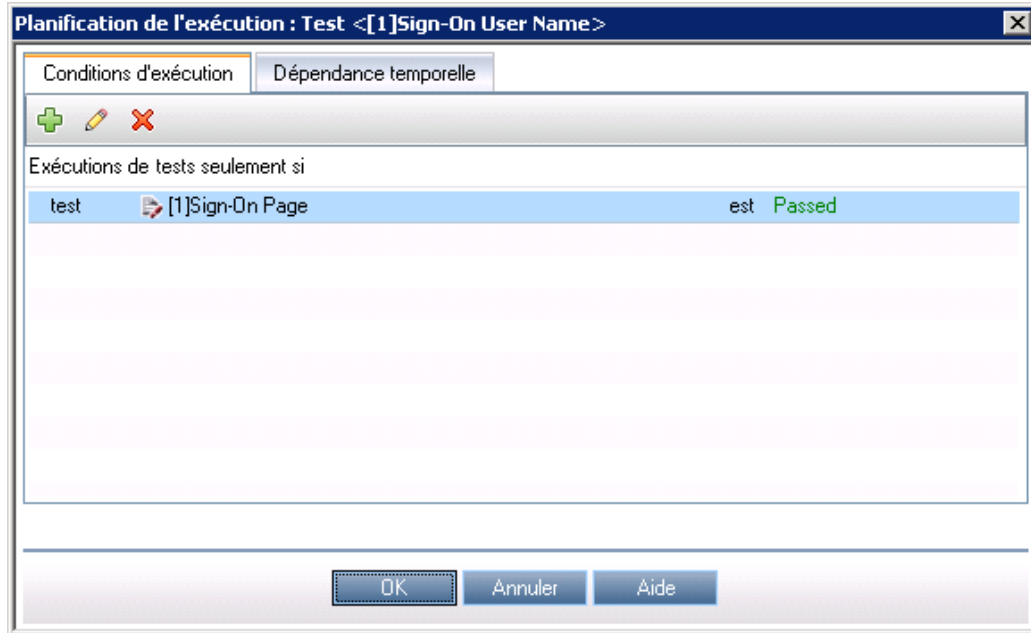 Planification de l'exécution : Test <[1]Sign-On User Name>
Conditions d'exécution Dépendance temporelle
Exécutions de tests seulement si
test [1]Sign-On Page est Passed
OK Annuler Aide